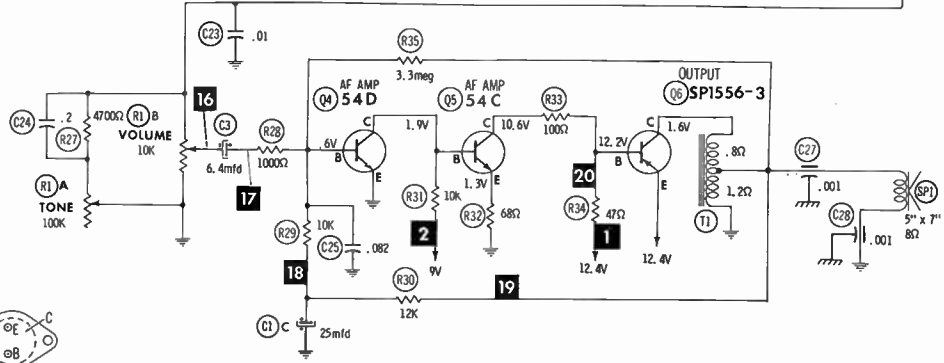 C23
.01
R35
3.3meg
AF AMP
Q4 54D
AF AMP
Q5 54C
OUTPUT
Q6 SP1556-3
C24
.2
R27
4700Ω
R1 B
VOLUME
10K
16
C3
6.4mfd
R28
1000Ω
17
.6V
B
C
E
1.9V
C
B
E
10.6V
1.3V
R33
100Ω
12.2V
B
C
E
1.6V
20
.8Ω
1.2Ω
T1
C27
.001
C28
.001
SP1
5" x 7"
8Ω
R1 A
TONE
100K
R29
10K
C25
.082
R31
10K
2
9V
R32
68Ω
R34
47Ω
1
12.4V
12.4V
18
R30
12K
19
C1 C
25mfd
E
C
B